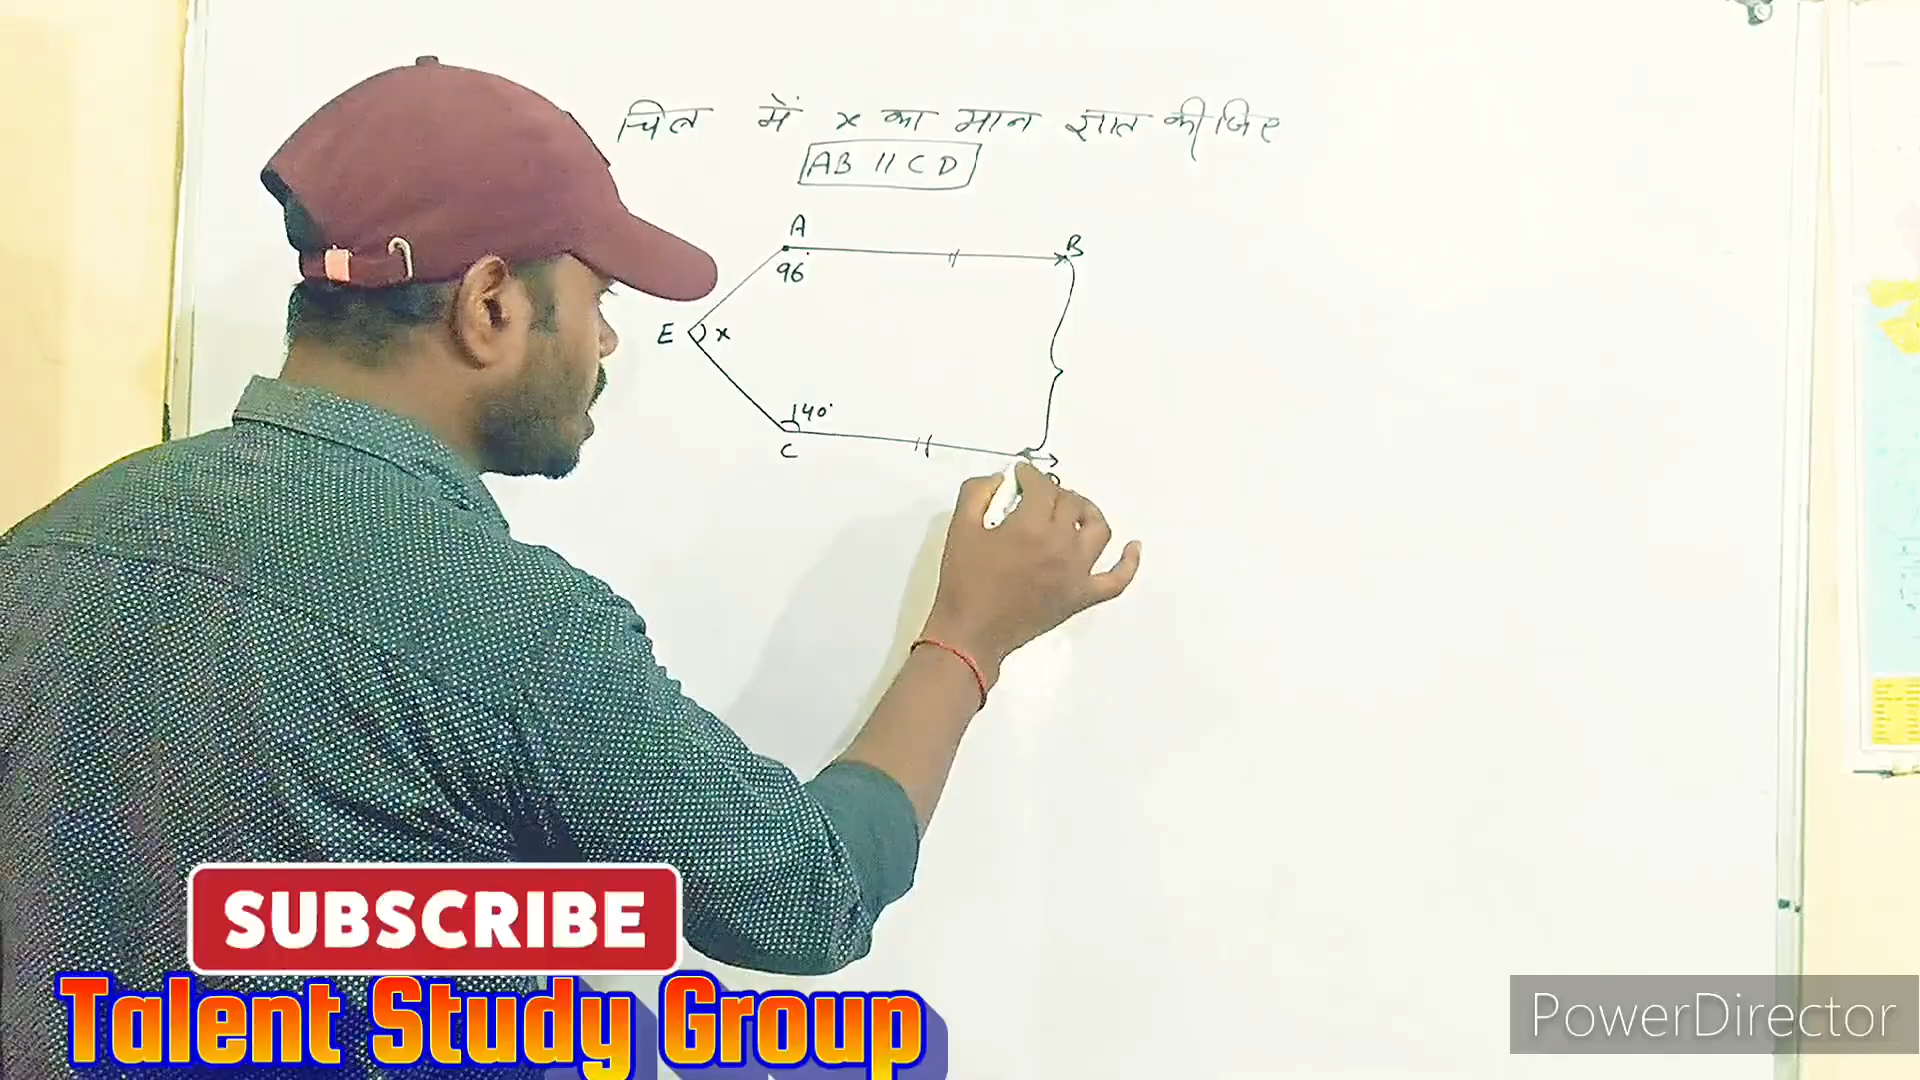 चित्र में x का मान ज्ञात कीजिए
AB || CD
A
B
96°
E
x
140°
C
SUBSCRIBE
Talent Study Group
PowerDirector